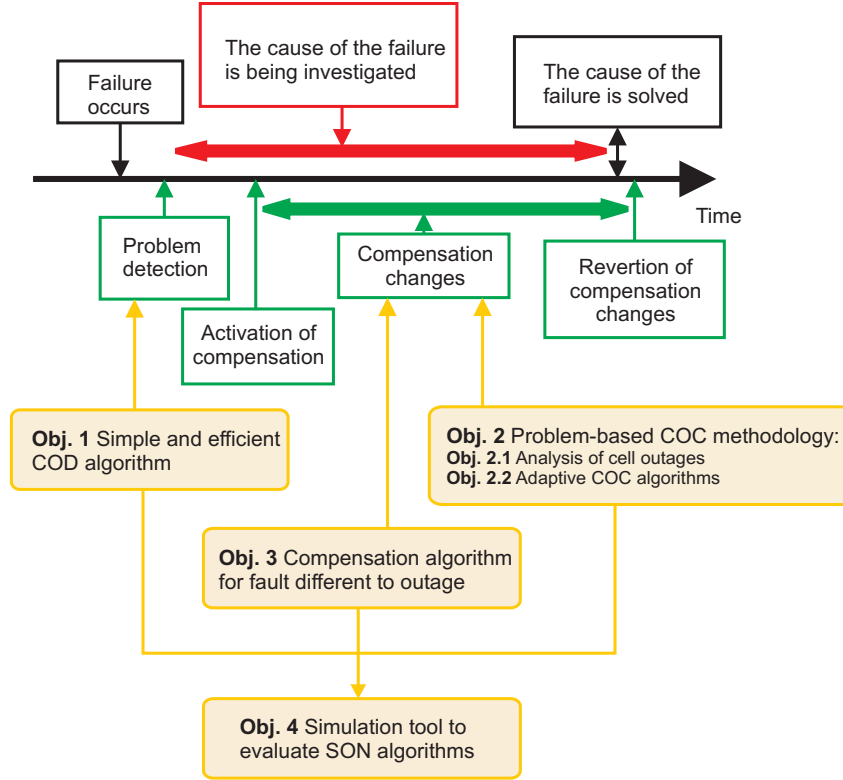 The cause of the failure
is being investigated
Failure
occurs
The cause of the
failure is solved
Time
Problem
detection
Compensation
changes
Revertion of
compensation
changes
Activation of
compensation
Obj. 1 Simple and efficient
COD algorithm
Obj. 2 Problem-based COC methodology:
Obj. 2.1 Analysis of cell outages
Obj. 2.2 Adaptive COC algorithms
Obj. 3 Compensation algorithm
for fault different to outage
Obj. 4 Simulation tool to
evaluate SON algorithms